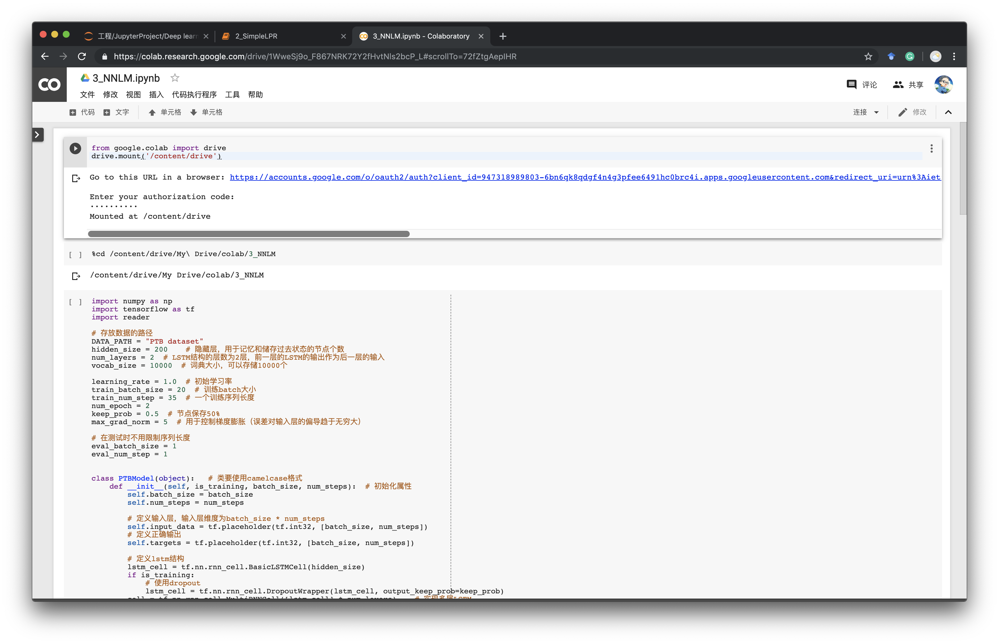 工程/JupyterProject/Deep learn
2_SimpleLPR
3_NNLM.ipynb - Colaboratory
https://colab.research.google.com/drive/1WweSj9o_F867NRK72Y2fHvtNIs2bcP_L#scrollTo=72fZtgAepIHR
3_NNLM.ipynb
评论 共享
文件 修改 视图 插入 代码执行程序 工具 帮助
代码 文字 单元格 单元格 连接 修改
from google.colab import drive
drive.mount('/content/drive')
Go to this URL in a browser: https://accounts.google.com/o/oauth2/auth?client_id=947318989803-6bn6qk8qdgf4n4g3pfee6491hc0brc4i.apps.googleusercontent.com&redirect_uri=urn%3Aiet
Enter your authorization code:
··········
Mounted at /content/drive
[ ] %cd /content/drive/My\ Drive/colab/3_NNLM
/content/drive/My Drive/colab/3_NNLM
[ ] import numpy as np
import tensorflow as tf
import reader
# 存放数据的路径
DATA_PATH = "PTB dataset"
hidden_size = 200    # 隐藏层，用于记忆和储存过去状态的节点个数
num_layers = 2  # LSTM结构的层数为2层，前一层的LSTM的输出作为后一层的输入
vocab_size = 10000  # 词典大小，可以存储10000个
learning_rate = 1.0  # 初始学习率
train_batch_size = 20  # 训练batch大小
train_num_step = 35  # 一个训练序列长度
num_epoch = 2
keep_prob = 0.5  # 节点保存50%
max_grad_norm = 5  # 用于控制梯度膨胀（误差对输入层的偏导趋于无穷大）
# 在测试时不用限制序列长度
eval_batch_size = 1
eval_num_step = 1
class PTBModel(object):   # 类要使用camelcase格式
def __init__(self, is_training, batch_size, num_steps):  # 初始化属性
self.batch_size = batch_size
self.num_steps = num_steps
# 定义输入层，输入层维度为batch_size * num_steps
self.input_data = tf.placeholder(tf.int32, [batch_size, num_steps])
# 定义正确输出
self.targets = tf.placeholder(tf.int32, [batch_size, num_steps])
# 定义lstm结构
lstm_cell = tf.nn.rnn_cell.BasicLSTMCell(hidden_size)
if is_training:
# 使用dropout
lstm_cell = tf.nn.rnn_cell.DropoutWrapper(lstm_cell, output_keep_prob=keep_prob)
cell = tf.nn.rnn_cell.MultiRNNCell([lstm_cell] * num_layers)    # 实现多层LSTM